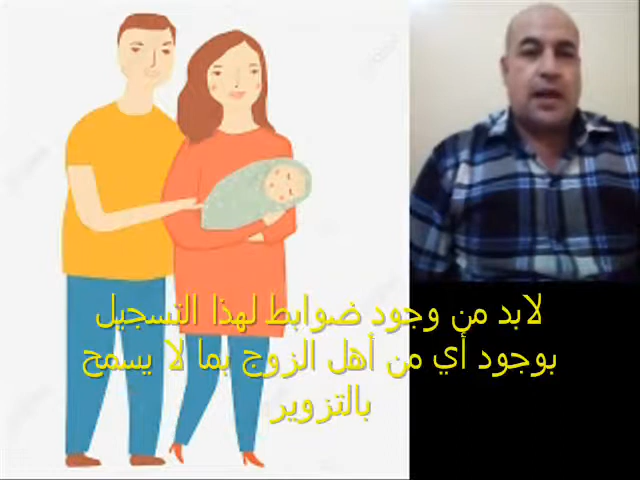 لابد من وجود ضوابط لهذا التسجيل
بوجود أي من أهل الزوج بما لا يسمح
بالتزوير